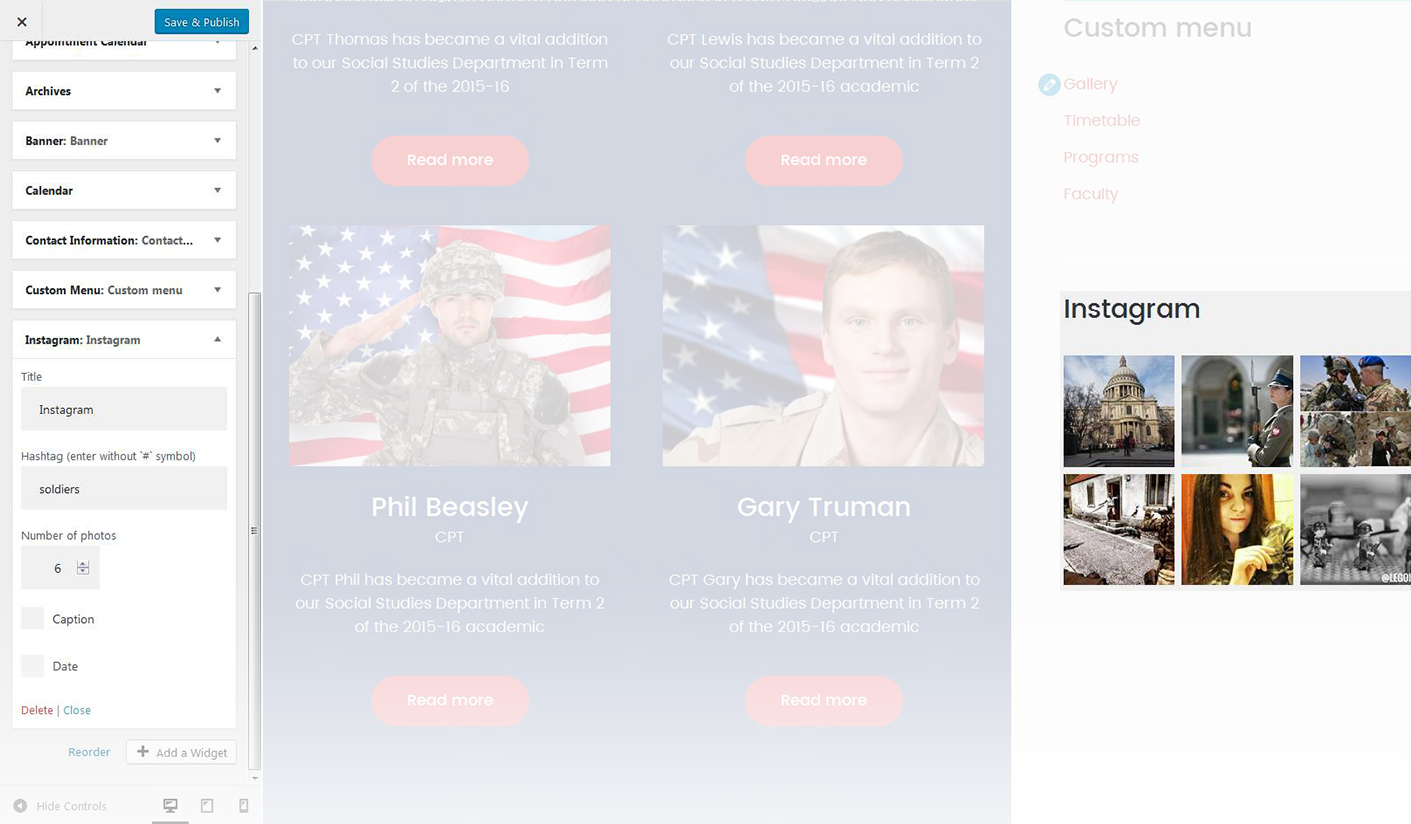 Save & Publish
Appointment Calendar
Archives
Banner: Banner
Calendar
Contact Information: Contact...
Custom Menu: Custom menu
Instagram: Instagram
Title
Instagram
Hashtag (enter without `#` symbol)
soldiers
Number of photos
6
Caption
Date
Delete | Close
Reorder
Add a Widget
Hide Controls
CPT Thomas has became a vital addition
to our Social Studies Department in Term
2 of the 2015-16
Read more
CPT Lewis has became a vital addition to
our Social Studies Department in Term 2
of the 2015-16 academic
Read more
Phil Beasley
CPT
CPT Phil has became a vital addition to
our Social Studies Department in Term 2
of the 2015-16 academic
Read more
Gary Truman
CPT
CPT Gary has became a vital addition to
our Social Studies Department in Term 2
of the 2015-16 academic
Read more
Custom menu
Gallery
Timetable
Programs
Faculty
Instagram